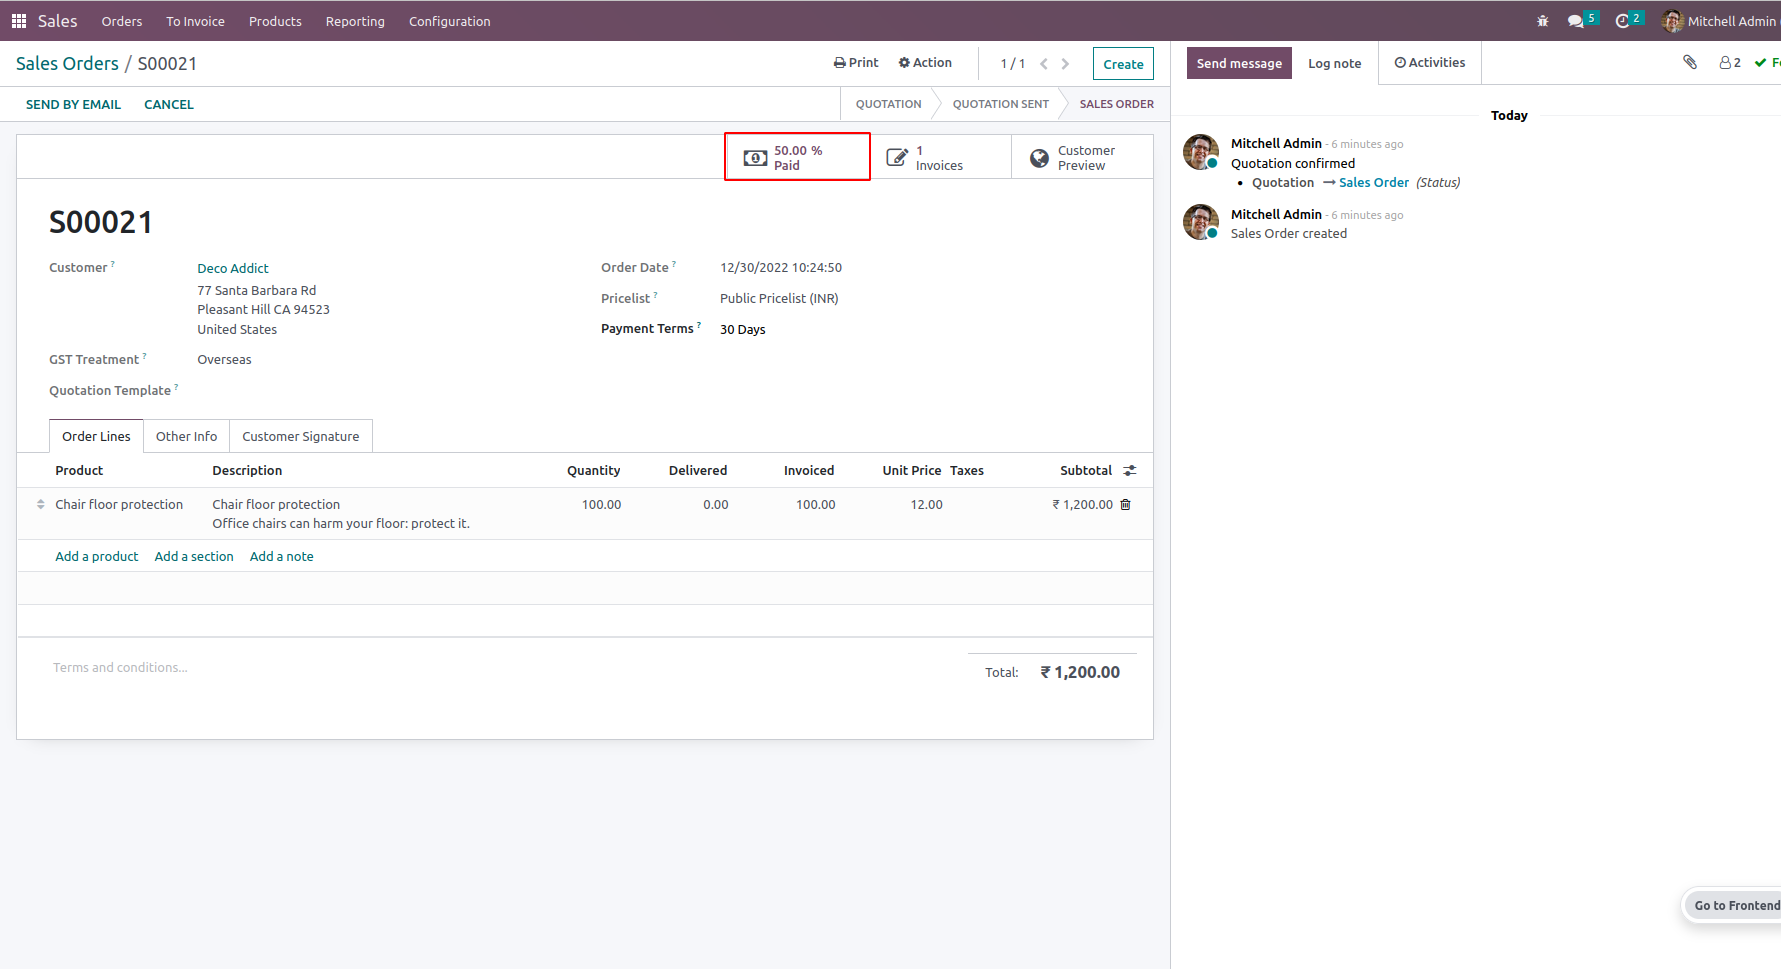 Sales Orders To Invoice Products Reporting Configuration 5 2 Mitchell Admin
Sales Orders / S00021 Print Action 1 / 1 Create
Send message Log note Activities 2
SEND BY EMAIL CANCEL QUOTATION QUOTATION SENT SALES ORDER
50.00 %
Paid
1
Invoices
Customer
Preview
S00021
Customer ? Deco Addict
77 Santa Barbara Rd
Pleasant Hill CA 94523
United States
GST Treatment ? Overseas
Quotation Template ?
Order Date ? 12/30/2022 10:24:50
Pricelist ? Public Pricelist (INR)
Payment Terms ? 30 Days
Order Lines Other Info Customer Signature
Product Description Quantity Delivered Invoiced Unit Price Taxes Subtotal
Chair floor protection Chair floor protection 100.00 0.00 100.00 12.00 ₹ 1,200.00
Office chairs can harm your floor: protect it.
Add a product Add a section Add a note
Terms and conditions...
Total: ₹ 1,200.00
Today
Mitchell Admin - 6 minutes ago
Quotation confirmed
• Quotation → Sales Order (Status)
Mitchell Admin - 6 minutes ago
Sales Order created
Go to Frontend